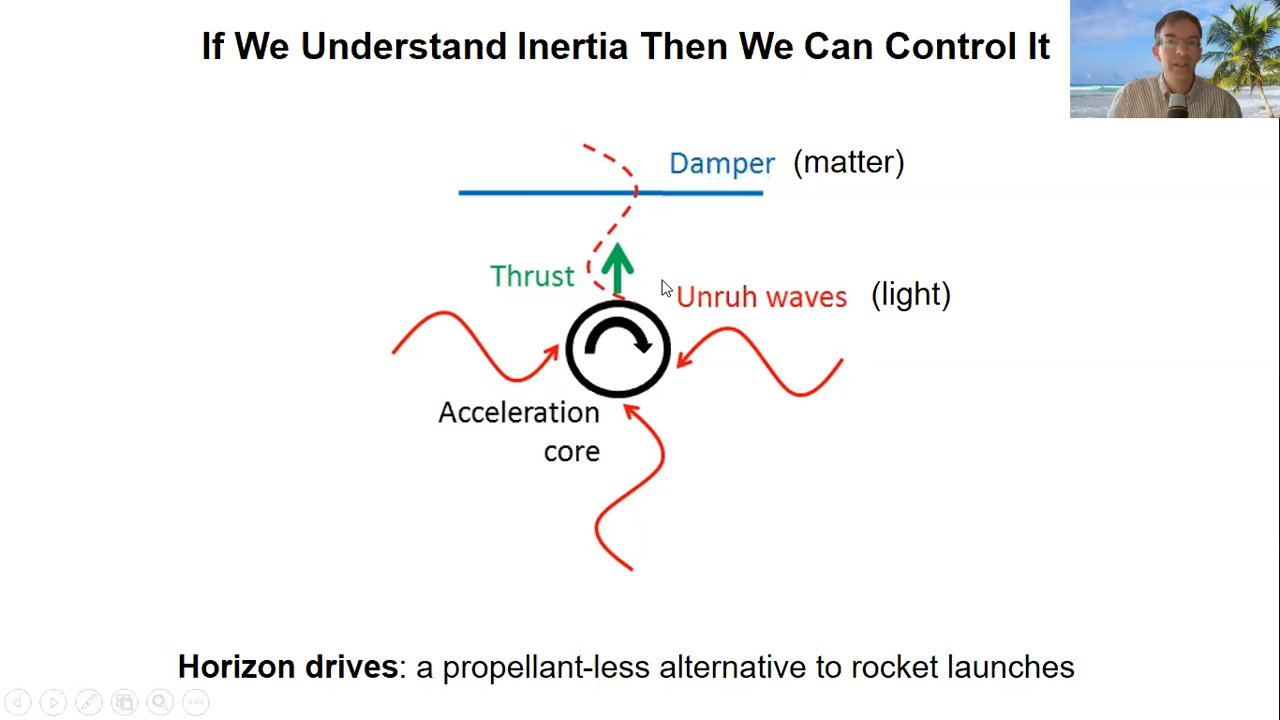 If We Understand Inertia Then We Can Control It
Damper (matter)
Thrust
Unruh waves (light)
Acceleration
core
Horizon drives: a propellant-less alternative to rocket launches